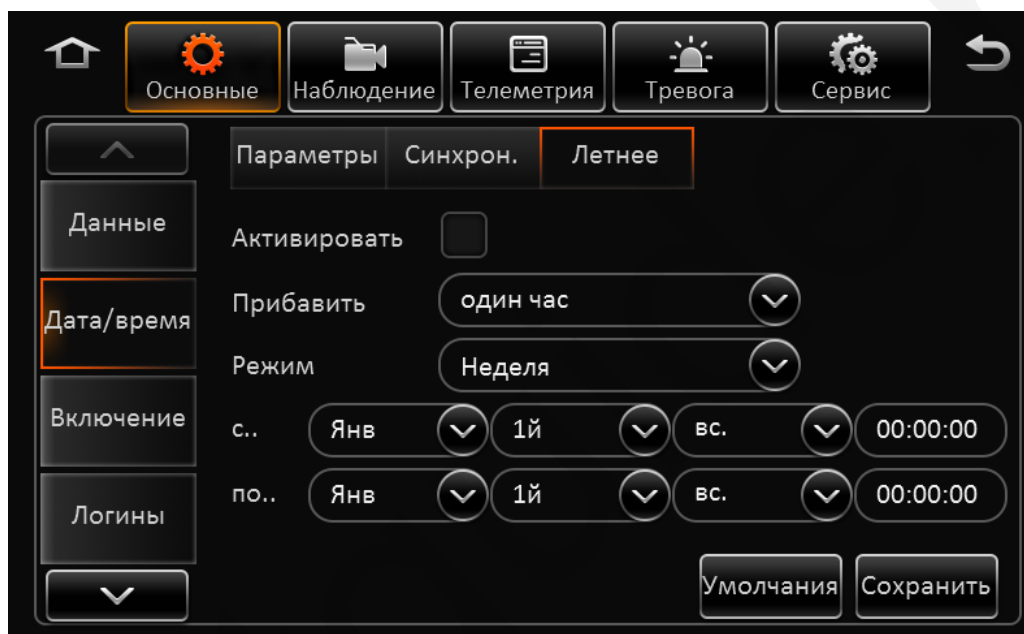 Основные Наблюдение Телеметрия Тревога Сервис
Параметры Синхрон. Летнее
Данные
Активировать
Прибавить один час
Дата/время
Режим Неделя
Включение
с.. Янв 1й вс. 00:00:00
по.. Янв 1й вс. 00:00:00
Логины
Умолчания Сохранить